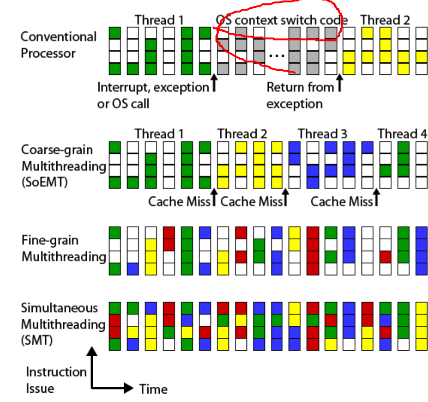 Thread 1 OS context switch code Thread 2
Conventional
Processor
...
Interrupt, exception
or OS call
Return from
exception
Thread 1 Thread 2 Thread 3 Thread 4
Coarse-grain
Multithreading
(SoEMT)
Cache Miss Cache Miss Cache Miss
Fine-grain
Multithreading
Simultaneous
Multithreading
(SMT)
Instruction
Issue
Time